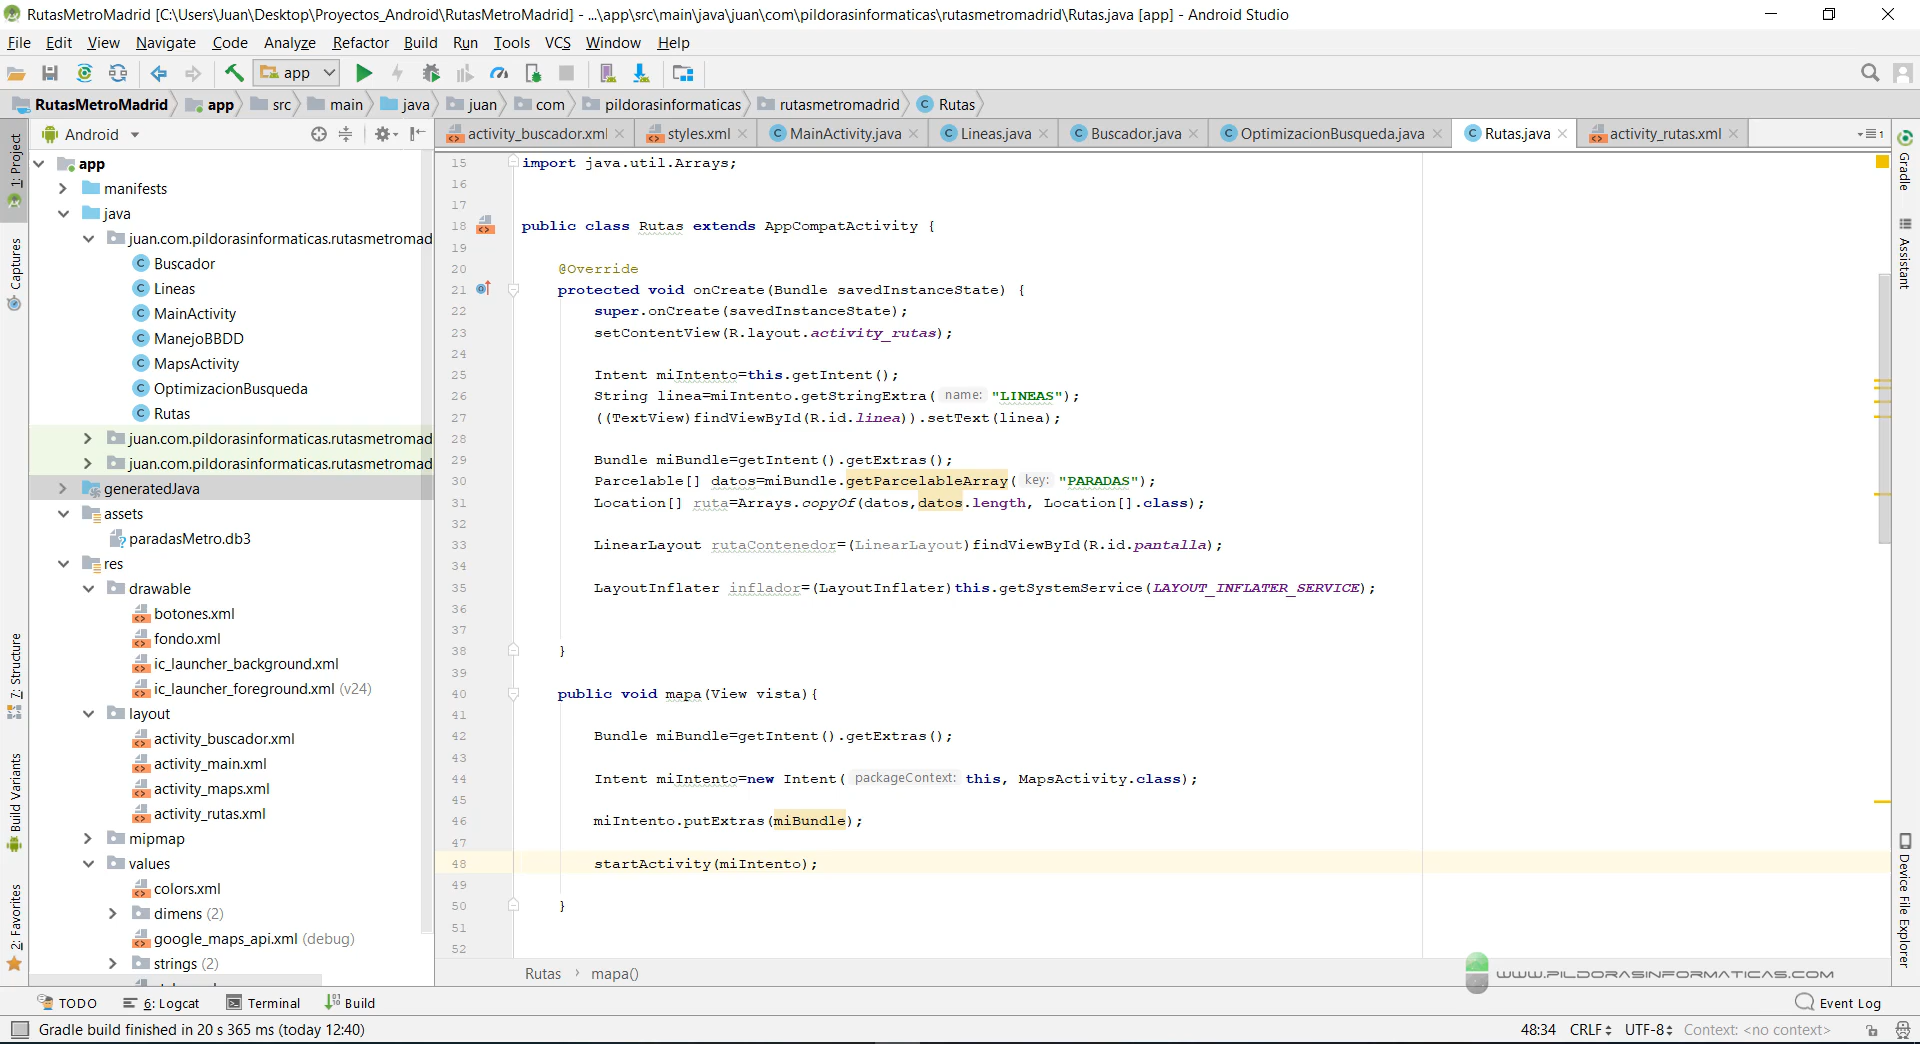 RutasMetroMadrid [C:\Users\Juan\Desktop\Proyectos_Android\RutasMetroMadrid] - ...\app\src\main\java\juan\com\pildorasinformaticas\rutasmetromadrid\Rutas.java [app] - Android Studio
File Edit View Navigate Code Analyze Refactor Build Run Tools VCS Window Help
app
RutasMetroMadrid app src main java juan com pildorasinformaticas rutasmetromadrid Rutas
Android
activity_buscador.xml styles.xml MainActivity.java Lineas.java Buscador.java OptimizacionBusqueda.java Rutas.java activity_rutas.xml
1: Project
Captures
7: Structure
Build Variants
2: Favorites
app
manifests
java
juan.com.pildorasinformaticas.rutasmetromad
Buscador
Lineas
MainActivity
ManejoBBDD
MapsActivity
OptimizacionBusqueda
Rutas
juan.com.pildorasinformaticas.rutasmetromad
juan.com.pildorasinformaticas.rutasmetromad
generatedJava
assets
paradasMetro.db3
res
drawable
botones.xml
fondo.xml
ic_launcher_background.xml
ic_launcher_foreground.xml (v24)
layout
activity_buscador.xml
activity_main.xml
activity_maps.xml
activity_rutas.xml
mipmap
values
colors.xml
dimens (2)
google_maps_api.xml (debug)
strings (2)
15 import java.util.Arrays;
16
17
18 public class Rutas extends AppCompatActivity {
19
20 @Override
21 protected void onCreate(Bundle savedInstanceState) {
22 super.onCreate(savedInstanceState);
23 setContentView(R.layout.activity_rutas);
24
25 Intent miIntento=this.getIntent();
26 String linea=miIntento.getStringExtra( name: "LINEAS");
27 ((TextView)findViewById(R.id.linea)).setText(linea);
28
29 Bundle miBundle=getIntent().getExtras();
30 Parcelable[] datos=miBundle.getParcelableArray( key: "PARADAS");
31 Location[] ruta=Arrays.copyOf(datos,datos.length, Location[].class);
32
33 LinearLayout rutaContenedor=(LinearLayout)findViewById(R.id.pantalla);
34
35 LayoutInflater inflador=(LayoutInflater)this.getSystemService(LAYOUT_INFLATER_SERVICE);
36
37
38 }
39
40 public void mapa(View vista){
41
42 Bundle miBundle=getIntent().getExtras();
43
44 Intent miIntento=new Intent( packageContext: this, MapsActivity.class);
45
46 miIntento.putExtras(miBundle);
47
48 startActivity(miIntento);
49
50 }
51
52
Rutas › mapa()
WWW.PILDORASINFORMATICAS.COM
Gradle
Assistant
Device File Explorer
TODO 6: Logcat Terminal Build Event Log
Gradle build finished in 20 s 365 ms (today 12:40) 48:34 CRLF UTF-8 Context: <no context>